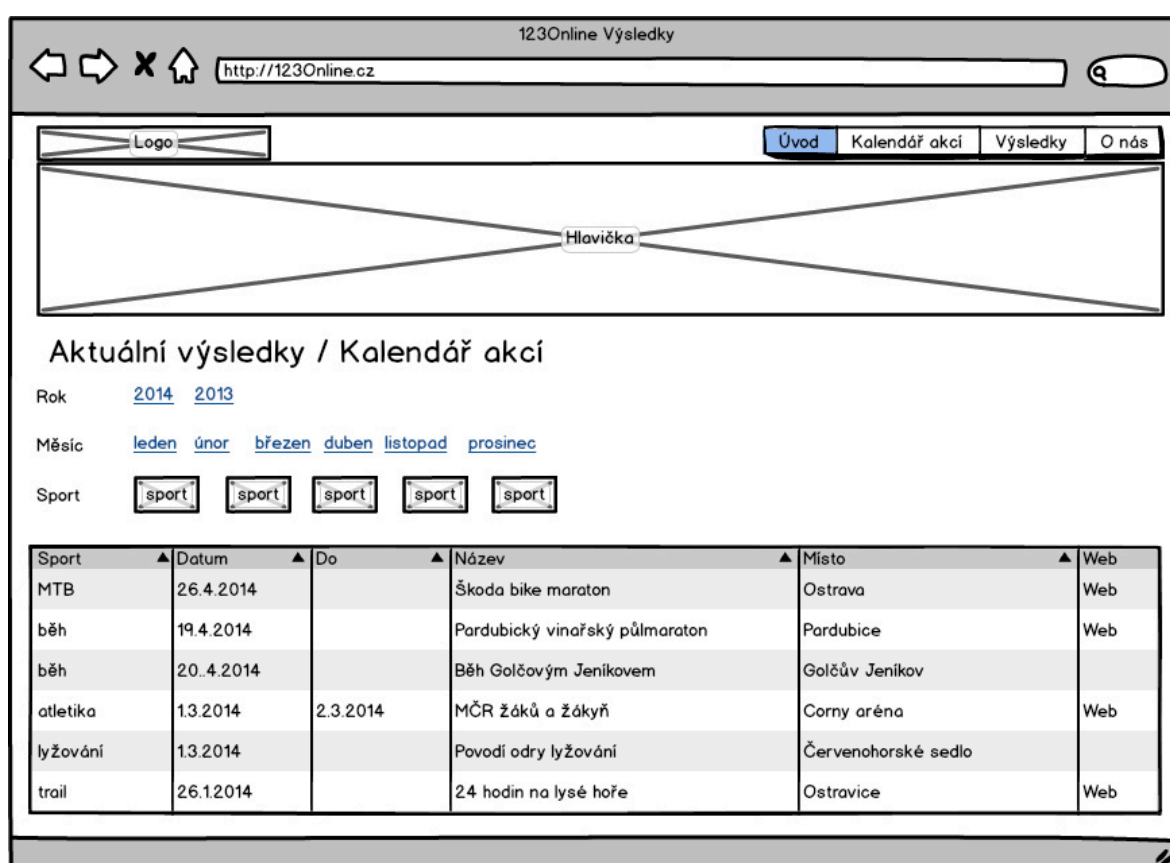 123Online Výsledky
http://123Online.cz
Logo
Úvod Kalendář akcí Výsledky O nás
Hlavička
Aktuální výsledky / Kalendář akcí
Rok 2014 2013
Měsíc leden únor březen duben listopad prosinec
Sport sport sport sport sport sport
Sport Datum Do Název Místo Web
MTB 26.4.2014 Škoda bike maraton Ostrava Web
běh 19.4.2014 Pardubický vinařský půlmaraton Pardubice Web
běh 20..4.2014 Běh Golčovým Jeníkovem Golčův Jeníkov
atletika 1.3.2014 2.3.2014 MČR žáků a žákyň Corny aréna Web
lyžování 1.3.2014 Povodí odry lyžování Červenohorské sedlo
trail 26.1.2014 24 hodin na lysé hoře Ostravice Web